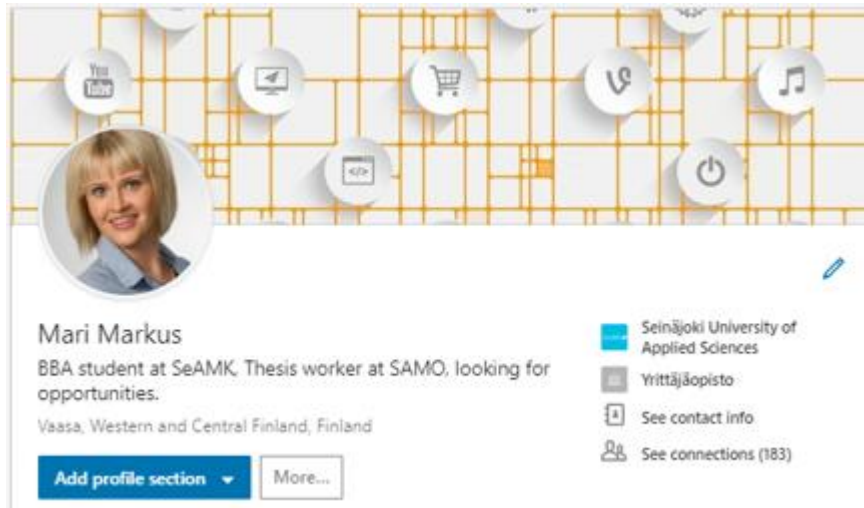 You
Tube
</>
Mari Markus
BBA student at SeAMK, Thesis worker at SAMO, looking for
opportunities.
Vaasa, Western and Central Finland, Finland
Add profile section
More...
Seinäjoki University of
Applied Sciences
Yrittäjäopisto
See contact info
See connections (183)